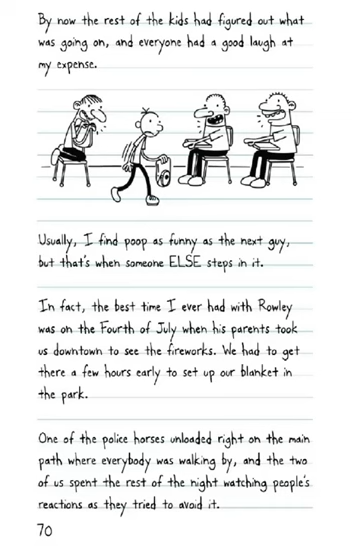 By now the rest of the kids had figured out what
was going on, and everyone had a good laugh at
my expense.
Usually, I find poop as funny as the next guy,
but that's when someone ELSE steps in it.
In fact, the best time I ever had with Rowley
was on the Fourth of July when his parents took
us downtown to see the fireworks. We had to get
there a few hours early to set up our blanket in
the park.
One of the police horses unloaded right on the main
path where everybody was walking by, and the two
of us spent the rest of the night watching people's
reactions as they tried to avoid it.
70